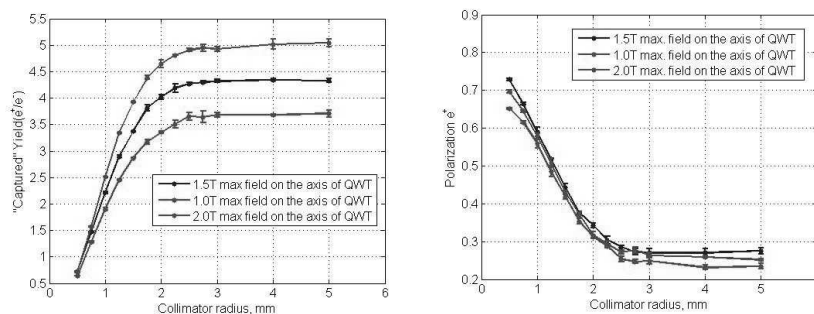 5.5
5
4.5
4
3.5
3
2.5
2
1.5
1
0.5
"Captured" Yield(e⁺/e⁻)
1.5T max field on the axis of QWT
1.0T max field on the axis of QWT
2.0T max field on the axis of QWT
0 1 2 3 4 5 6
Collimator radius, mm
0.9
0.8
0.7
0.6
0.5
0.4
0.3
0.2
Polarization e⁺
1.5T max. field on the axis of QWT
1.0T max. field on the axis of QWT
2.0T max. field on the axis of QWT
0 1 2 3 4 5 6
Collimator radius, mm